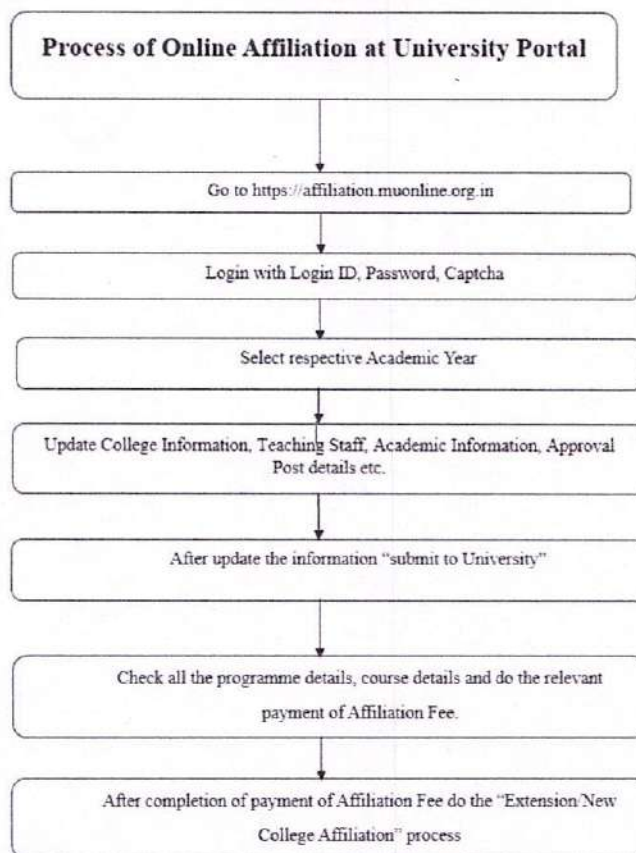 Process of Online Affiliation at University Portal
Go to https://affiliation.muonline.org.in
Login with Login ID, Password, Captcha
Select respective Academic Year
Update College Information, Teaching Staff, Academic Information, Approval
Post details etc.
After update the information “submit to University”
Check all the programme details, course details and do the relevant
payment of Affiliation Fee.
After completion of payment of Affiliation Fee do the “Extension/New
College Affiliation” process